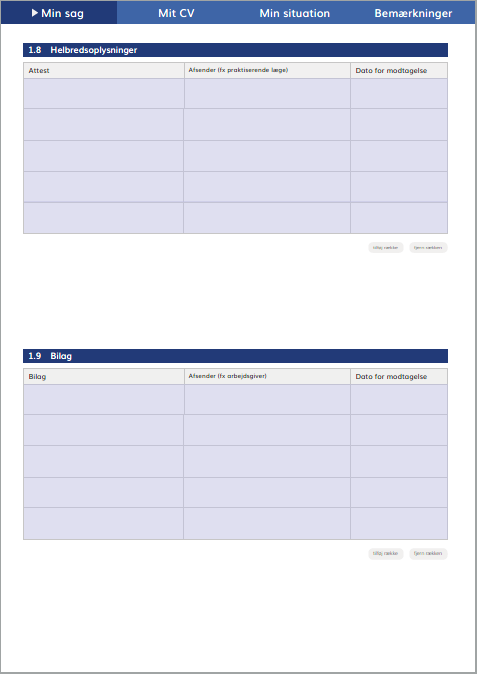 Min sag Mit CV Min situation Bemærkninger
1.8 Helbredsoplysninger
Attest Afsender (fx praktiserende læge) Dato for modtagelse
tilføj række fjern rækken
1.9 Bilag
Bilag Afsender (fx arbejdsgiver) Dato for modtagelse
tilføj række fjern rækken